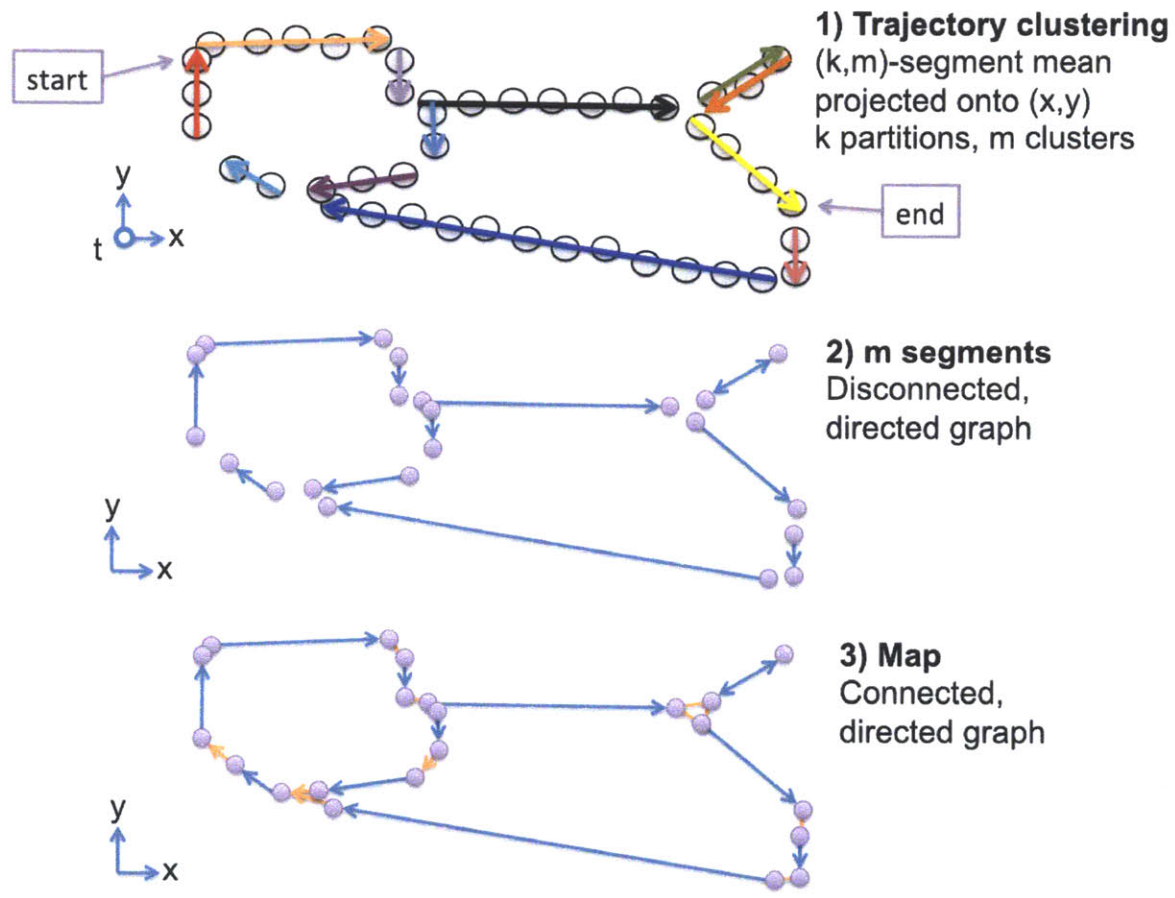 1) Trajectory clustering
(k,m)-segment mean
projected onto (x,y)
k partitions, m clusters
start
end
y
t
x
2) m segments
Disconnected,
directed graph
y
x
3) Map
Connected,
directed graph
y
x